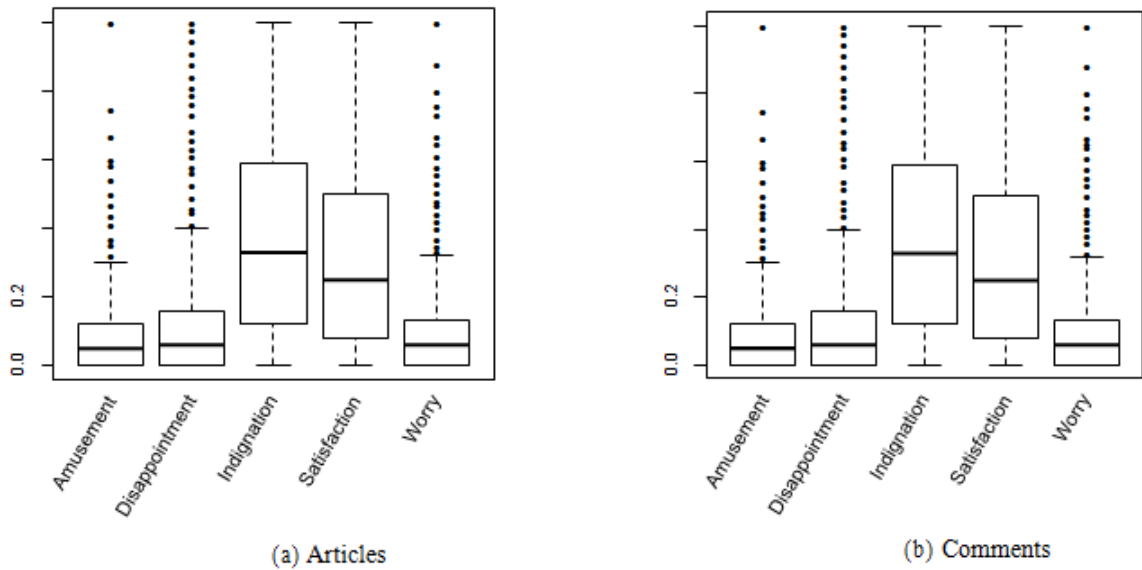 0.2
0.0
Amusement
Disappointment
Indignation
Satisfaction
Worry
(a) Articles
0.2
0.0
Amusement
Disappointment
Indignation
Satisfaction
Worry
(b) Comments